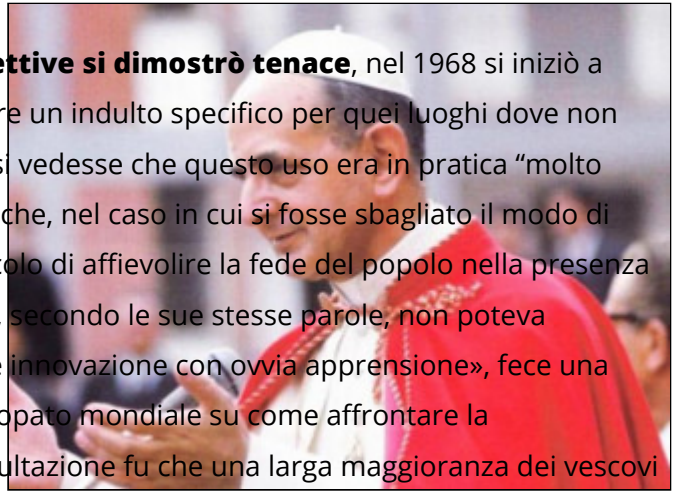 ettive si dimostrò tenace, nel 1968 si iniziò a
re un indulto specifico per quei luoghi dove non
si vedesse che questo uso era in pratica “molto
che, nel caso in cui si fosse sbagliato il modo di
colo di affievolire la fede del popolo nella presenza
secondo le sue stesse parole, non poteva
e innovazione con ovvia apprensione», fece una
opato mondiale su come affrontare la
ultazione fu che una larga maggioranza dei vescovi